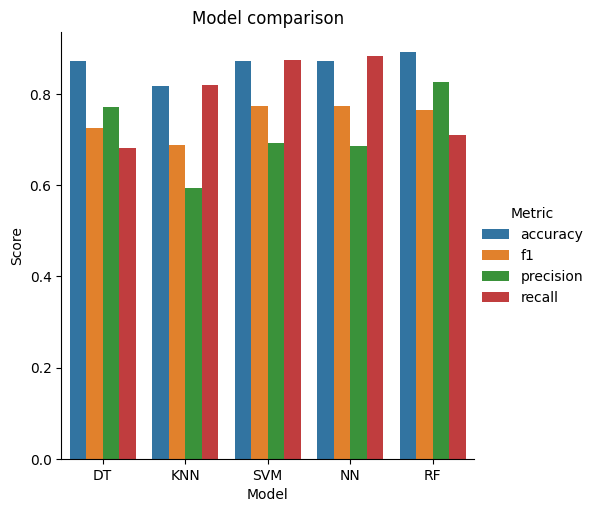 Model comparison
Score
0.8
0.6
0.4
0.2
0.0
DT KNN SVM NN RF
Model
Metric
accuracy
f1
precision
recall